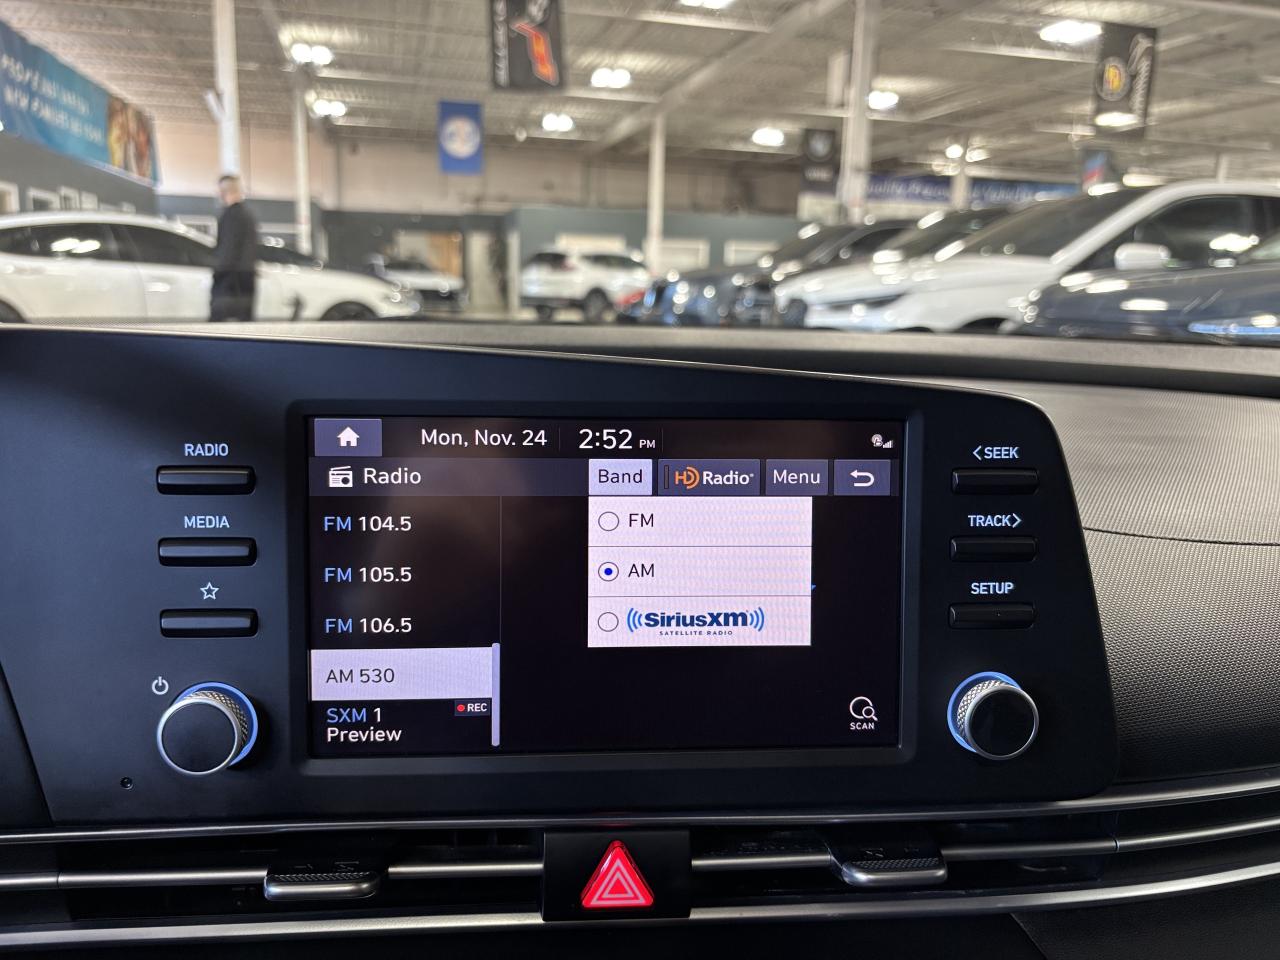 RADIO
MEDIA
Mon, Nov. 24
2:52 PM
Radio
Band
HD Radio
Menu
FM 104.5
FM 105.5
FM 106.5
AM 530
SXM 1
REC
Preview
FM
AM
SiriusXM
SATELLITE RADIO
SCAN
<SEEK
TRACK>
SETUP